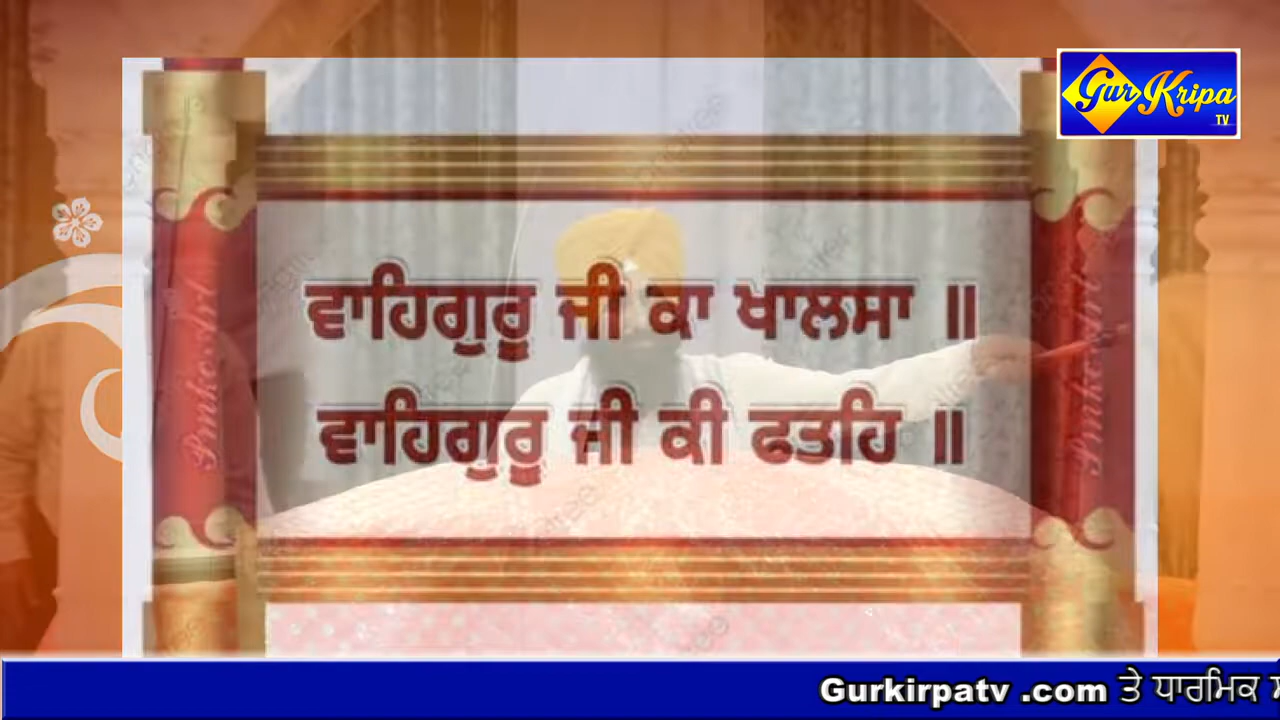 Gur Kripa
TV
ਵਾਹਿਗੁਰੂ ਜੀ ਕਾ ਖਾਲਸਾ ॥
ਵਾਹਿਗੁਰੂ ਜੀ ਕੀ ਫਤਹਿ ॥
Gurkirpatv .com ਤੇ ਧਾਰਮਿਕ